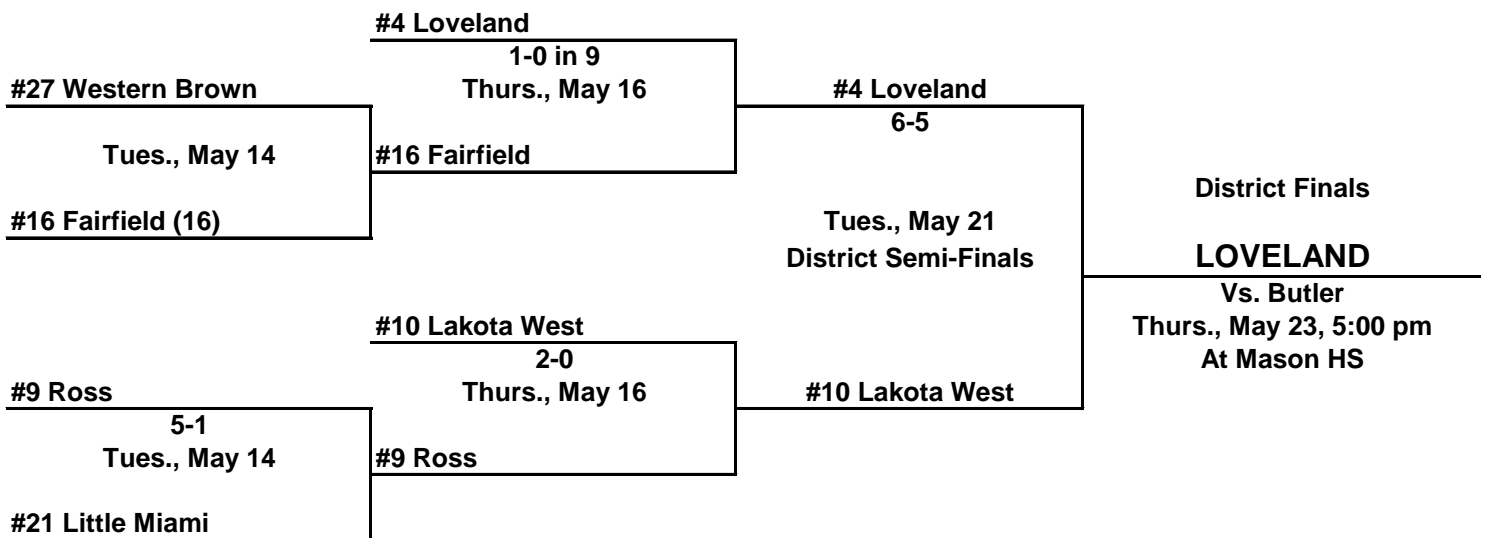 #4 Loveland
1-0 in 9
#27 Western Brown
Thurs., May 16
#4 Loveland
6-5
Tues., May 14
#16 Fairfield
District Finals
#16 Fairfield (16)
Tues., May 21
District Semi-Finals
LOVELAND
Vs. Butler
#10 Lakota West
Thurs., May 23, 5:00 pm
2-0
At Mason HS
#9 Ross
Thurs., May 16
#10 Lakota West
5-1
Tues., May 14
#9 Ross
#21 Little Miami